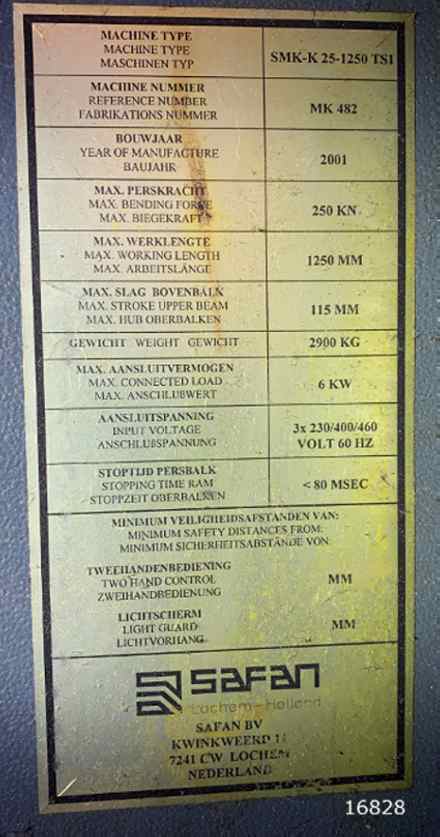 MACHINE TYPE
MACHINE TYPE
MASCHINEN TYP
SMK-K 25-1250 TS1
MACHINE NUMMER
REFERENCE NUMBER
FABRIKATIONS NUMMER
MK 482
BOUWJAAR
YEAR OF MANUFACTURE
BAUJAHR
2001
MAX. PERSKRACHT
MAX. BENDING FORCE
MAX. BIEGEKRAFT
250 KN
MAX. WERKLENGTE
MAX. WORKING LENGTH
MAX. ARBEITSLÄNGE
1250 MM
MAX. SLAG BOVENBALK
MAX. STROKE UPPER BEAM
MAX. HUB OBERBALKEN
115 MM
GEWICHT WEIGHT GEWICHT
2900 KG
MAX. AANSLUITVERMOGEN
MAX. CONNECTED LOAD
MAX. ANSCHLUßWERT
6 KW
AANSLUITSPANNING
INPUT VOLTAGE
ANSCHLUßSPANNUNG
3x 230/400/460
VOLT 60 HZ
STOPTIJD PERSBALK
STOPPING TIME RAM
STOPPZEIT OBERBALKEN
< 80 MSEC
MINIMUM VEILIGHEIDSAFSTANDEN VAN:
MINIMUM SAFETY DISTANCES FROM:
MINIMUM SICHERHEITSABSTÄNDE VON:
TWEEHANDENBEDIENING
TWO HAND CONTROL
ZWEIHANDBEDIENUNG
MM
LICHTSCHERM
LIGHT GUARD
LICHTVORHANG
MM
SAFAN
Lochem-Holland
SAFAN BV
KWINKWEERD 11
7241 CW LOCHEM
NEDERLAND
16828